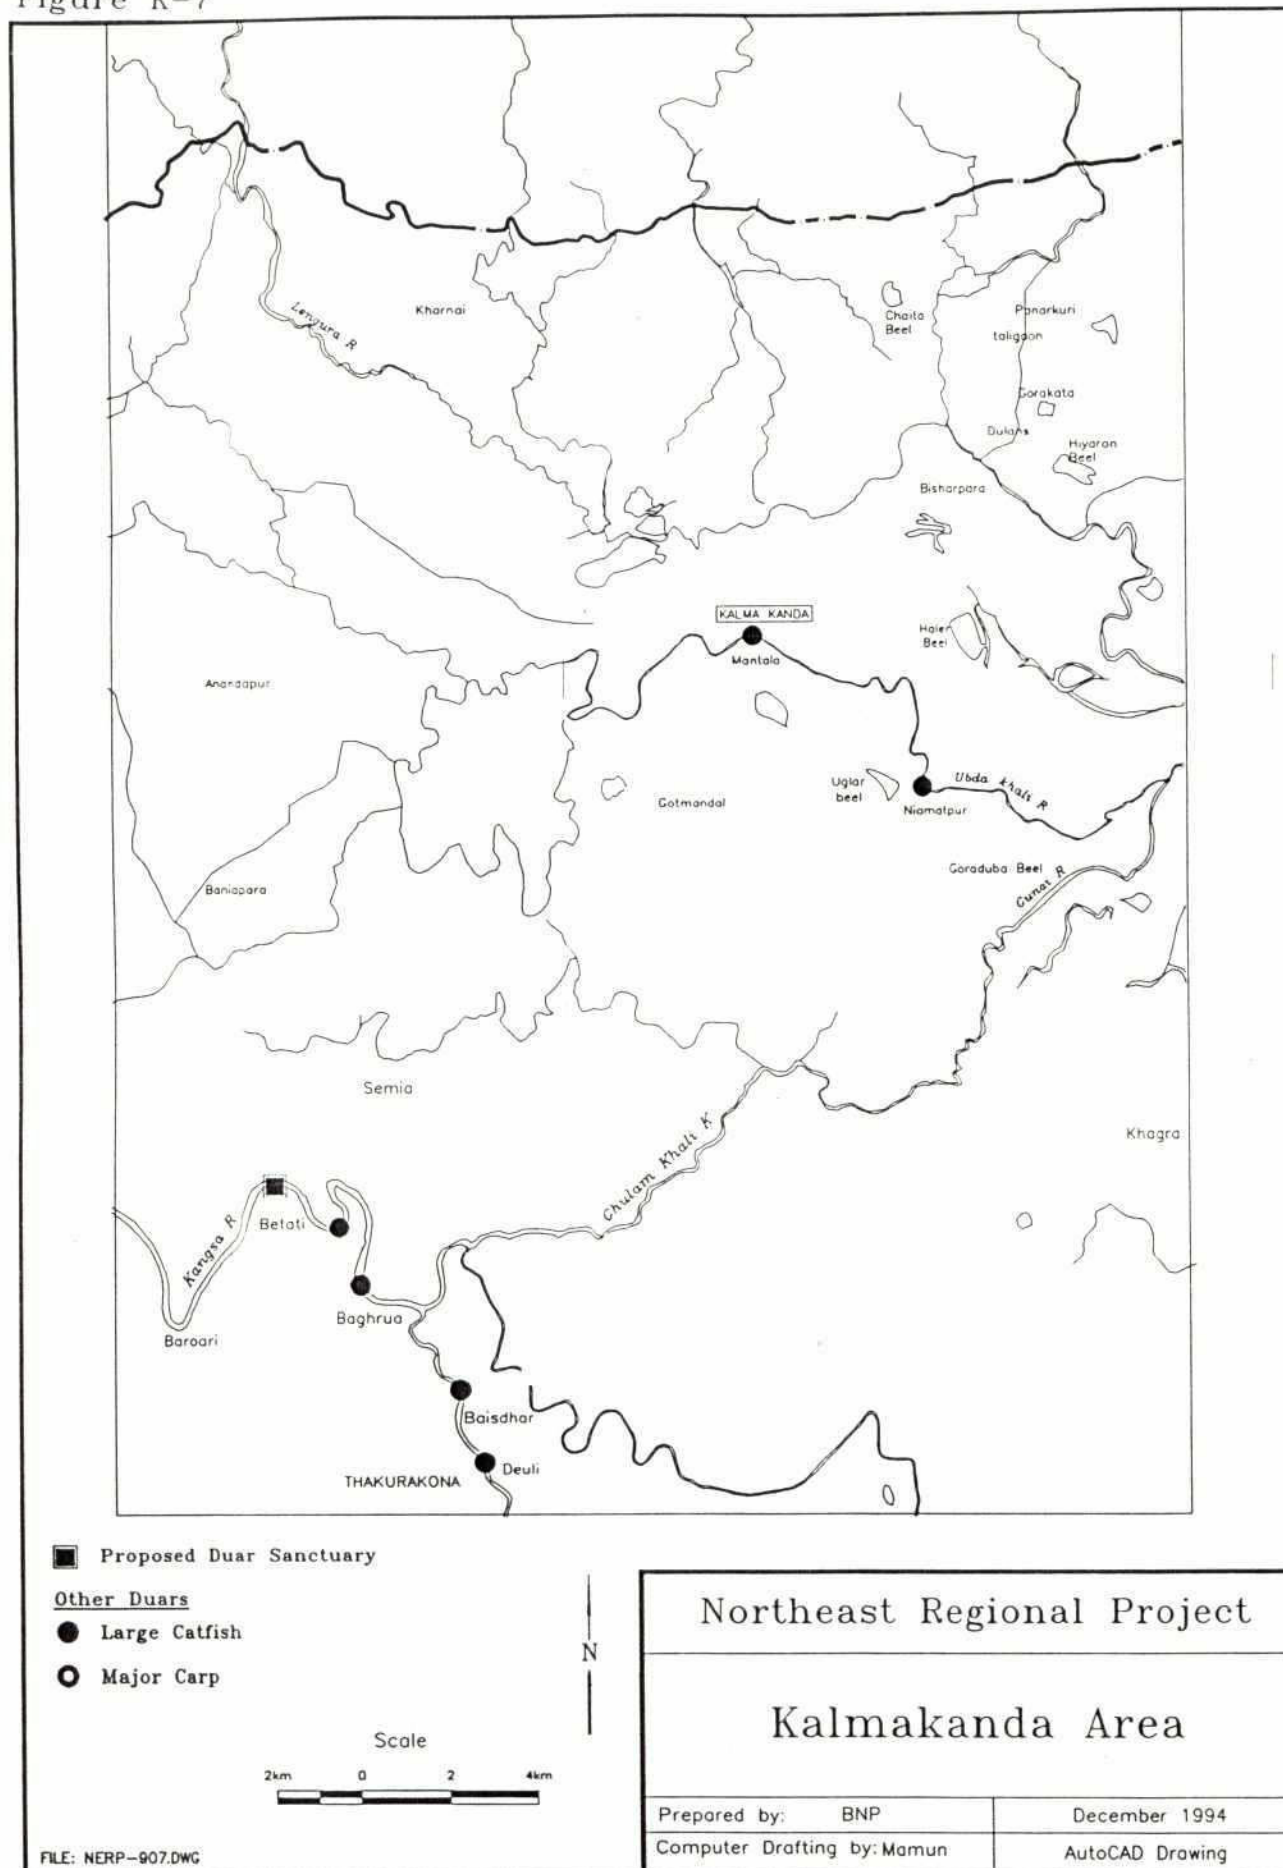 Figure K-7
Kharnai
Lengura R
Chaita
Beel
Panarkuri
taligaon
Gorakata
Dulans
Hiyaran
Beel
Bisharpara
KALMA KANDA
Mantala
Haler
Beel
Anandapur
Uglar
beel
Gotmandal
Niamatpur
Ubda khali R
Goraduba Beel
Gunai R
Baniapara
Semia
Khagra
Chulam Khali K
Kangsa R
Betati
Baroari
Baghrua
Baisdhar
Deuli
THAKURAKONA
Proposed Duar Sanctuary
Other Duars
Large Catfish
Major Carp
N
Scale
2km 0 2 4km
FILE: NERP-907.DWG
Northeast Regional Project
Kalmakanda Area
Prepared by: BNP
December 1994
Computer Drafting by: Mamun
AutoCAD Drawing